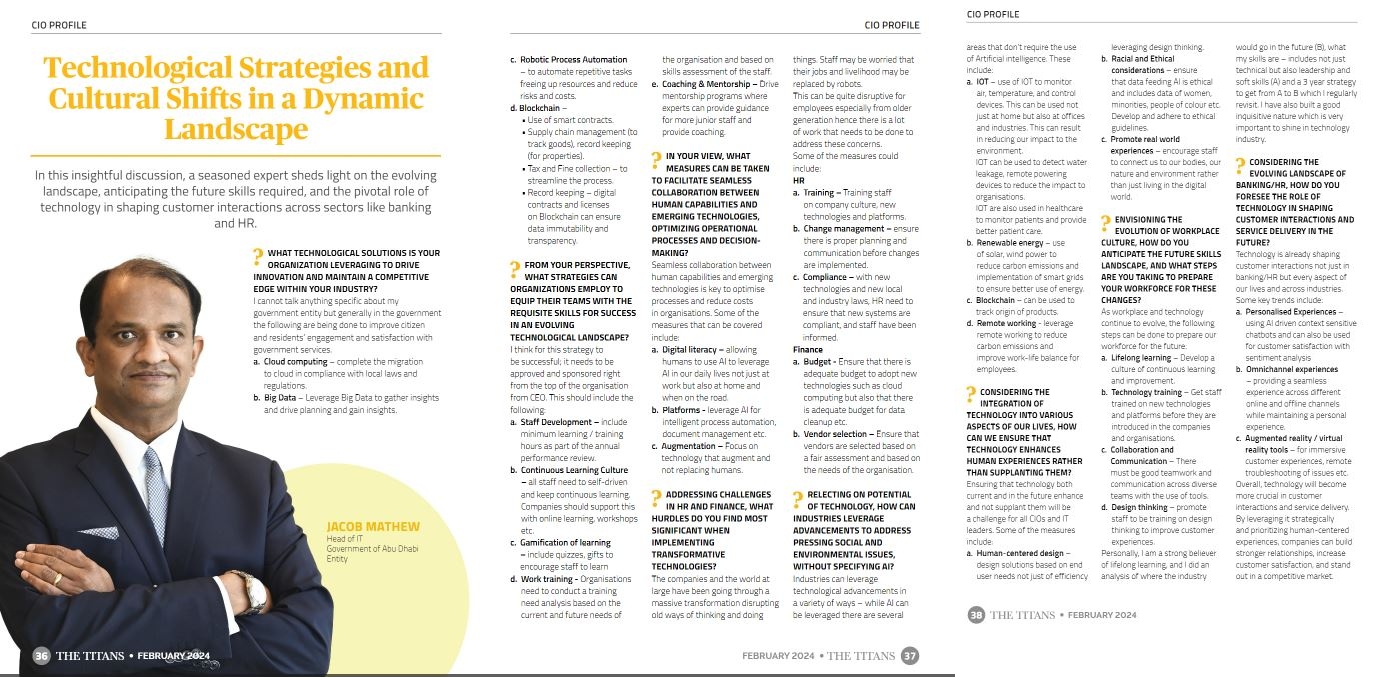 CIO PROFILE
Technological Strategies and
Cultural Shifts in a Dynamic
Landscape
In this insightful discussion, a seasoned expert sheds light on the evolving
landscape, anticipating the future skills required, and the pivotal role of
technology in shaping customer interactions across sectors like banking
and HR.
? WHAT TECHNOLOGICAL SOLUTIONS IS YOUR
ORGANIZATION LEVERAGING TO DRIVE
INNOVATION AND MAINTAIN A COMPETITIVE
EDGE WITHIN YOUR INDUSTRY?
I cannot talk anything specific about my
government entity but generally in the government
the following are being done to improve citizen
and residents' engagement and satisfaction with
government services.
a. Cloud computing – complete the migration
to cloud in compliance with local laws and
regulations.
b. Big Data – Leverage Big Data to gather insights
and drive planning and gain insights.
JACOB MATHEW
Head of IT
Government of Abu Dhabi
Entity
36 THE TITANS • FEBRUARY 2024
CIO PROFILE
c. Robotic Process Automation
– to automate repetitive tasks
freeing up resources and reduce
risks and costs.
d. Blockchain –
• Use of smart contracts.
• Supply chain management (to
track goods), record keeping
(for properties).
• Tax and Fine collection – to
streamline the process.
• Record keeping – digital
contracts and licenses
on Blockchain can ensure
data immutability and
transparency.
? FROM YOUR PERSPECTIVE,
WHAT STRATEGIES CAN
ORGANIZATIONS EMPLOY TO
EQUIP THEIR TEAMS WITH THE
REQUISITE SKILLS FOR SUCCESS
IN AN EVOLVING
TECHNOLOGICAL LANDSCAPE?
I think for this strategy to
be successful it needs to be
approved and sponsored right
from the top of the organisation
from CEO. This should include the
following:
a. Staff Development – include
minimum learning / training
hours as part of the annual
performance review.
b. Continuous Learning Culture
– all staff need to self-driven
and keep continuous learning.
Companies should support this
with online learning, workshops
etc.
c. Gamification of learning
– include quizzes, gifts to
encourage staff to learn
d. Work training - Organisations
need to conduct a training
need analysis based on the
current and future needs of
the organisation and based on
skills assessment of the staff.
e. Coaching & Mentorship – Drive
mentorship programs where
experts can provide guidance
for more junior staff and
provide coaching.
? IN YOUR VIEW, WHAT
MEASURES CAN BE TAKEN
TO FACILITATE SEAMLESS
COLLABORATION BETWEEN
HUMAN CAPABILITIES AND
EMERGING TECHNOLOGIES,
OPTIMIZING OPERATIONAL
PROCESSES AND DECISION-
MAKING?
Seamless collaboration between
human capabilities and emerging
technologies is key to optimise
processes and reduce costs
in organisations. Some of the
measures that can be covered
include:
a. Digital literacy – allowing
humans to use AI to leverage
AI in our daily lives not just at
work but also at home and
when on the road.
b. Platforms - leverage AI for
intelligent process automation,
document management etc.
c. Augmentation – Focus on
technology that augment and
not replacing humans.
? ADDRESSING CHALLENGES
IN HR AND FINANCE, WHAT
HURDLES DO YOU FIND MOST
SIGNIFICANT WHEN
IMPLEMENTING
TRANSFORMATIVE
TECHNOLOGIES?
The companies and the world at
large have been going through a
massive transformation disrupting
old ways of thinking and doing
things. Staff may be worried that
their jobs and livelihood may be
replaced by robots.
This can be quite disruptive for
employees especially from older
generation hence there is a lot
of work that needs to be done to
address these concerns.
Some of the measures could
include:
HR
a. Training – Training staff
on company culture, new
technologies and platforms.
b. Change management – ensure
there is proper planning and
communication before changes
are implemented.
c. Compliance – with new
technologies and new local
and industry laws, HR need to
ensure that new systems are
compliant, and staff have been
informed.
Finance
a. Budget - Ensure that there is
adequate budget to adopt new
technologies such as cloud
computing but also that there
is adequate budget for data
cleanup etc.
b. Vendor selection – Ensure that
vendors are selected based on
a fair assessment and based on
the needs of the organisation.
? RELECTING ON POTENTIAL
OF TECHNOLOGY, HOW CAN
INDUSTRIES LEVERAGE
ADVANCEMENTS TO ADDRESS
PRESSING SOCIAL AND
ENVIRONMENTAL ISSUES,
WITHOUT SPECIFYING AI?
Industries can leverage
technological advancements in
a variety of ways – while AI can
be leveraged there are several
FEBRUARY 2024 • THE TITANS 37
CIO PROFILE
areas that don't require the use
of Artificial intelligence. These
include:
a. IOT – use of IOT to monitor
air, temperature, and control
devices. This can be used not
just at home but also at offices
and industries. This can result
in reducing our impact to the
environment.
IOT can be used to detect water
leakage, remote powering
devices to reduce the impact to
organisations.
IOT are also used in healthcare
to monitor patients and provide
better patient care.
b. Renewable energy – use
of solar, wind power to
reduce carbon emissions and
implementation of smart grids
to ensure better use of energy.
c. Blockchain – can be used to
track origin of products.
d. Remote working - leverage
remote working to reduce
carbon emissions and
improve work-life balance for
employees.
? CONSIDERING THE
INTEGRATION OF
TECHNOLOGY INTO VARIOUS
ASPECTS OF OUR LIVES, HOW
CAN WE ENSURE THAT
TECHNOLOGY ENHANCES
HUMAN EXPERIENCES RATHER
THAN SUPPLANTING THEM?
Ensuring that technology both
current and in the future enhance
and not supplant them will be
a challenge for all CIOs and IT
leaders. Some of the measures
include:
a. Human-centered design –
design solutions based on end
user needs not just of efficiency
leveraging design thinking.
b. Racial and Ethical
considerations – ensure
that data feeding AI is ethical
and includes data of women,
minorities, people of colour etc.
Develop and adhere to ethical
guidelines.
c. Promote real world
experiences – encourage staff
to connect us to our bodies, our
nature and environment rather
than just living in the digital
world.
? ENVISIONING THE
EVOLUTION OF WORKPLACE
CULTURE, HOW DO YOU
ANTICIPATE THE FUTURE SKILLS
LANDSCAPE, AND WHAT STEPS
ARE YOU TAKING TO PREPARE
YOUR WORKFORCE FOR THESE
CHANGES?
As workplace and technology
continue to evolve, the following
steps can be done to prepare our
workforce for the future.
a. Lifelong learning – Develop a
culture of continuous learning
and improvement.
b. Technology training – Get staff
trained on new technologies
and platforms before they are
introduced in the companies
and organisations.
c. Collaboration and
Communication – There
must be good teamwork and
communication across diverse
teams with the use of tools.
d. Design thinking – promote
staff to be training on design
thinking to improve customer
experiences.
Personally, I am a strong believer
of lifelong learning, and I did an
analysis of where the industry
would go in the future (B), what
my skills are – includes not just
technical but also leadership and
soft skills (A) and a 3 year strategy
to get from A to B which I regularly
revisit. I have also built a good
inquisitive nature which is very
important to shine in technology
industry.
? CONSIDERING THE
EVOLVING LANDSCAPE OF
BANKING/HR, HOW DO YOU
FORESEE THE ROLE OF
TECHNOLOGY IN SHAPING
CUSTOMER INTERACTIONS AND
SERVICE DELIVERY IN THE
FUTURE?
Technology is already shaping
customer interactions not just in
banking/HR but every aspect of
our lives and across industries.
Some key trends include:
a. Personalised Experiences –
using AI driven context sensitive
chatbots and can also be used
for customer satisfaction with
sentiment analysis
b. Omnichannel experiences
– providing a seamless
experience across different
online and offline channels
while maintaining a personal
experience.
c. Augmented reality / virtual
reality tools – for immersive
customer experiences, remote
troubleshooting of issues etc.
Overall, technology will become
more crucial in customer
interactions and service delivery.
By leveraging it strategically
and prioritizing human-centered
experiences, companies can build
stronger relationships, increase
customer satisfaction, and stand
out in a competitive market.
38 THE TITANS • FEBRUARY 2024